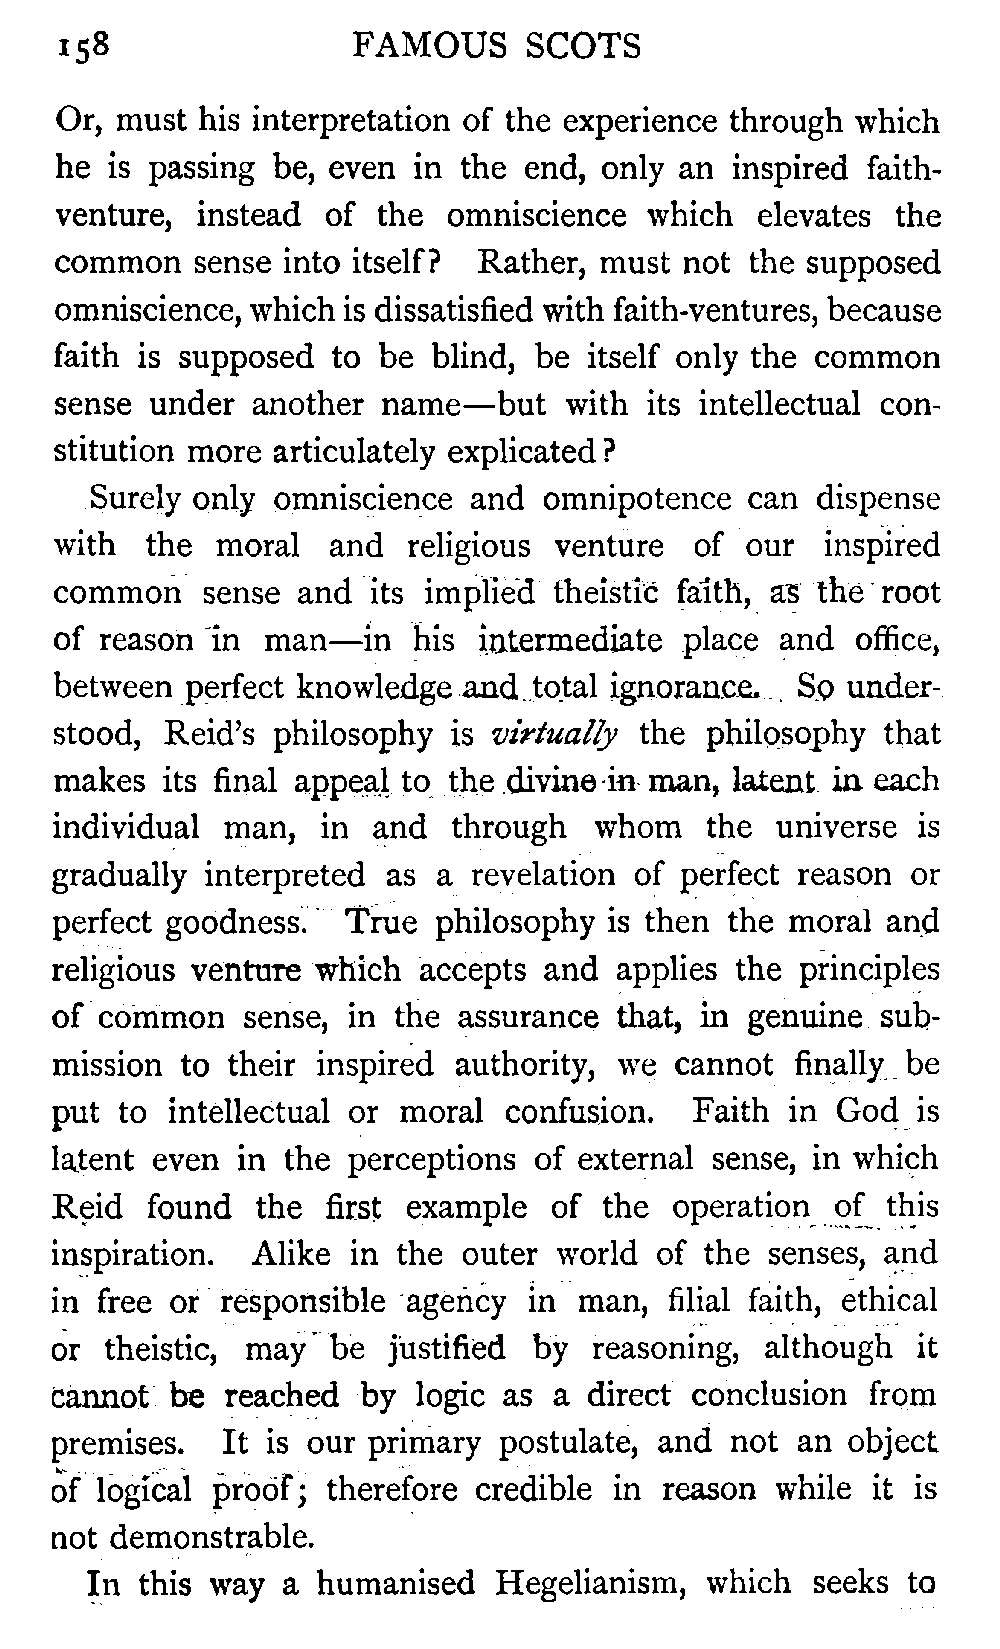 158 FAMOUS SCOTS
Or, must his interpretation of the experience through which
he is passing be, even in the end, only an inspired faith-
venture, instead of the omniscience which elevates the
common sense into itself? Rather, must not the supposed
omniscience, which is dissatisfied with faith-ventures, because
faith is supposed to be blind, be itself only the common
sense under another name—but with its intellectual con-
stitution more articulately explicated?
Surely only omniscience and omnipotence can dispense
with the moral and religious venture of our inspired
common sense and its implied theistic faith, as the root
of reason in man—in his intermediate place and office,
between perfect knowledge and total ignorance. So under-
stood, Reid's philosophy is virtually the philosophy that
makes its final appeal to the divine in man, latent in each
individual man, in and through whom the universe is
gradually interpreted as a revelation of perfect reason or
perfect goodness. True philosophy is then the moral and
religious venture which accepts and applies the principles
of common sense, in the assurance that, in genuine sub-
mission to their inspired authority, we cannot finally be
put to intellectual or moral confusion. Faith in God is
latent even in the perceptions of external sense, in which
Reid found the first example of the operation of this
inspiration. Alike in the outer world of the senses, and
in free or responsible agency in man, filial faith, ethical
or theistic, may be justified by reasoning, although it
cannot be reached by logic as a direct conclusion from
premises. It is our primary postulate, and not an object
of logical proof; therefore credible in reason while it is
not demonstrable.
In this way a humanised Hegelianism, which seeks to